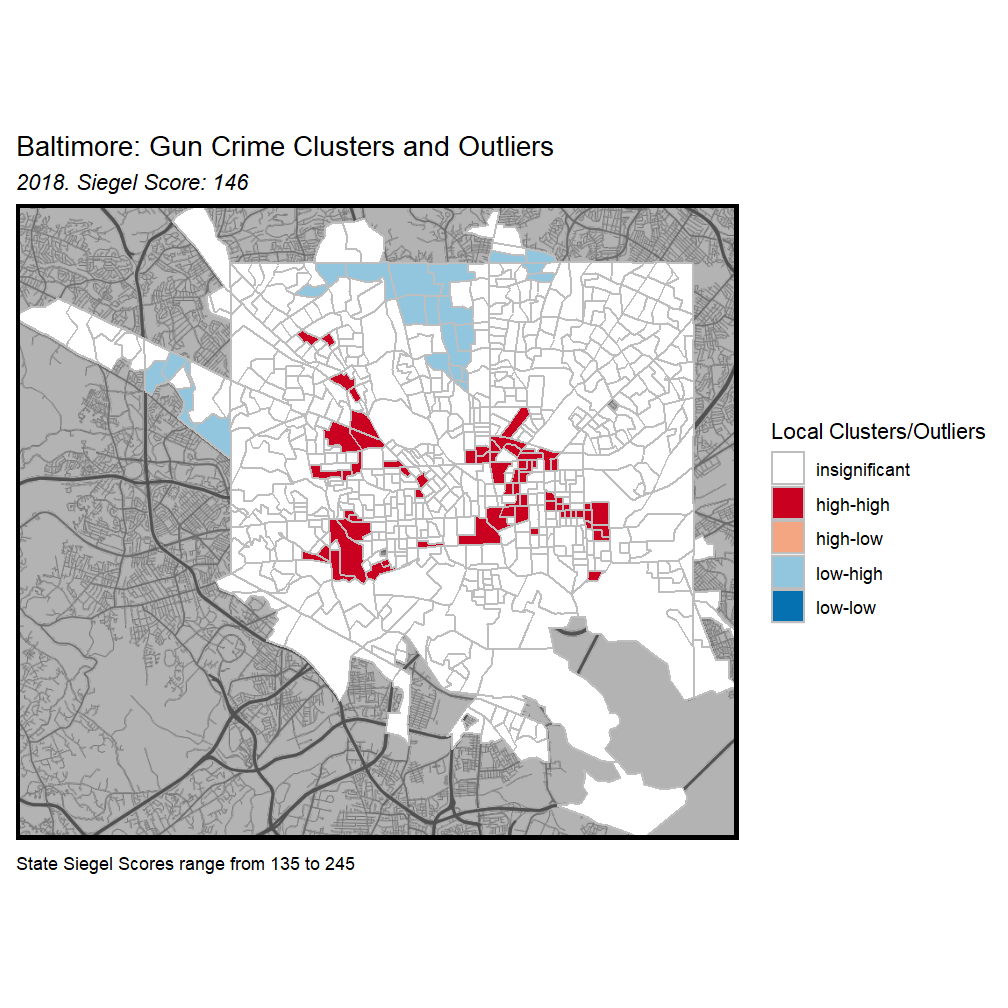 Baltimore: Gun Crime Clusters and Outliers
2018. Siegel Score: 146
Local Clusters/Outliers
insignificant
high-high
high-low
low-high
low-low
State Siegel Scores range from 135 to 245